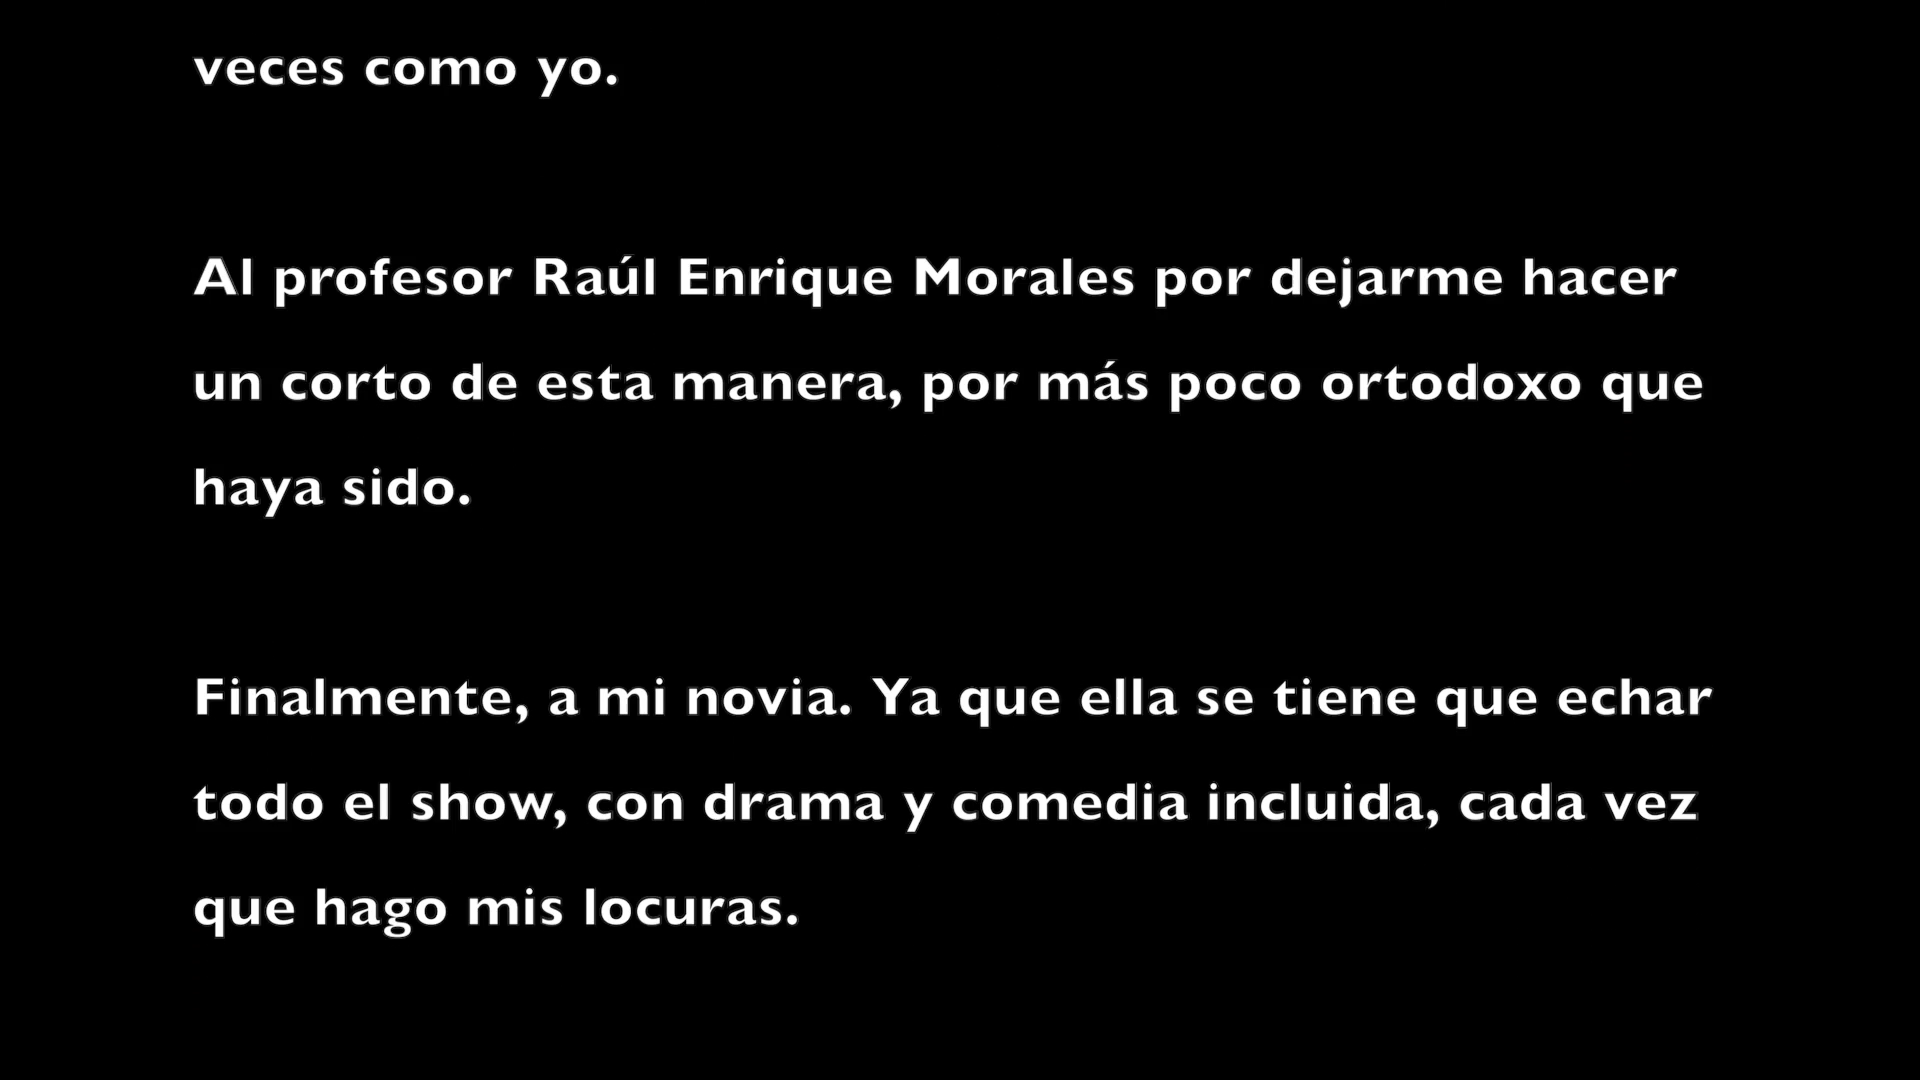 veces como yo.
Al profesor Raúl Enrique Morales por dejarme hacer
un corto de esta manera, por más poco ortodoxo que
haya sido.
Finalmente, a mi novia. Ya que ella se tiene que echar
todo el show, con drama y comedia incluida, cada vez
que hago mis locuras.